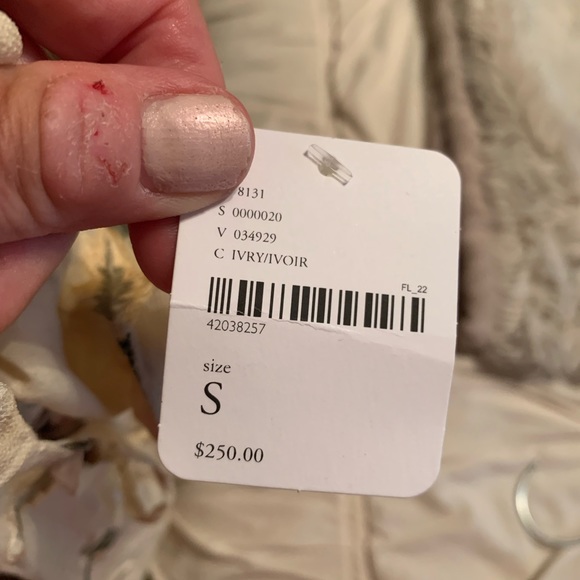 8131
S 0000020
V 034929
C IVRY/IVOIR
FL_22
42038257
size
S
$250.00